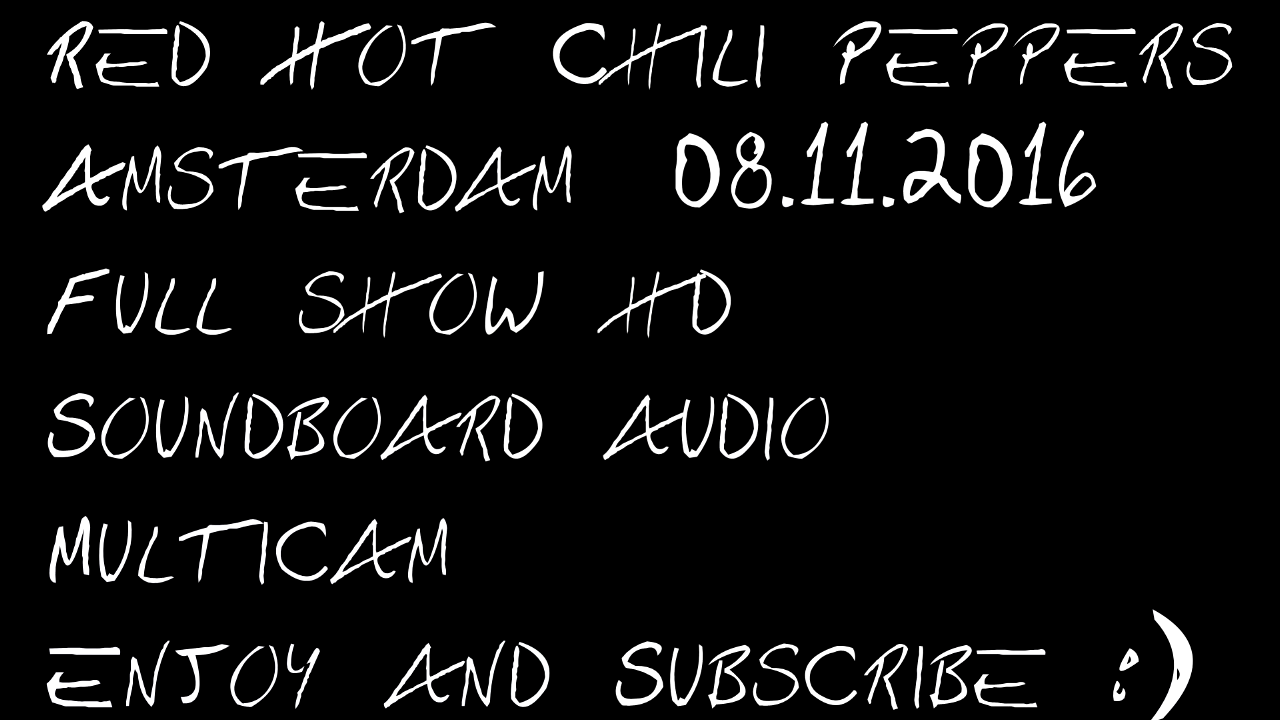 RED HOT CHILI PEPPERS
AMSTERDAM 08.11.2016
FULL SHOW HD
SOUNDBOARD AUDIO
MULTICAM
ENJOY AND SUBSCRIBE :)